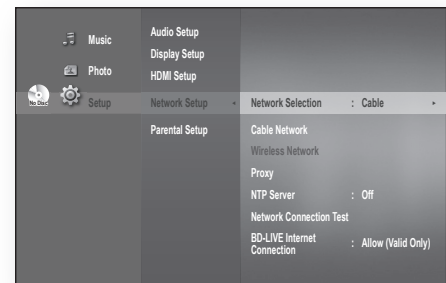 Music
Photo
No Disc
Setup
Audio Setup
Display Setup
HDMI Setup
Network Setup ◂
Parental Setup
Network Selection : Cable ▸
Cable Network
Wireless Network
Proxy
NTP Server : Off
Network Connection Test
BD-LIVE Internet
Connection : Allow (Valid Only)